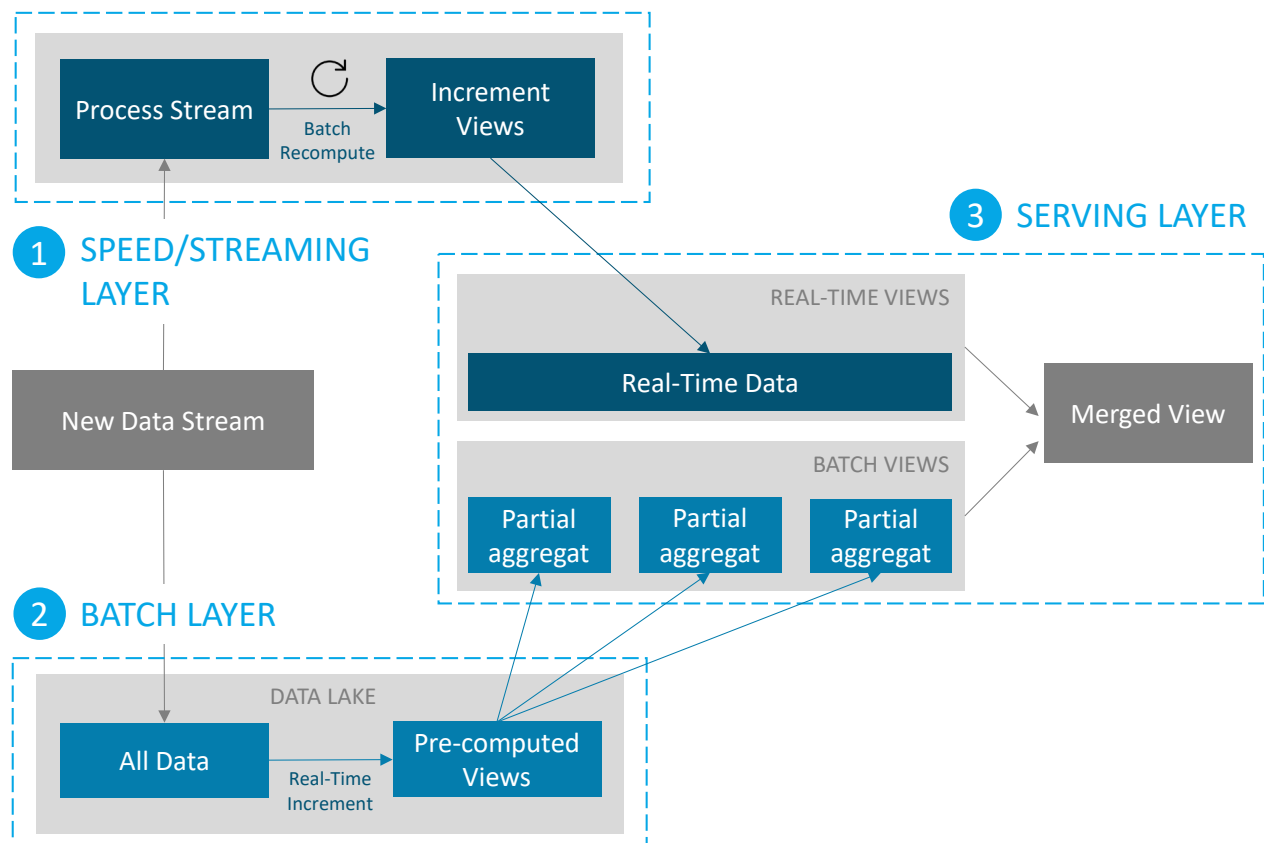 Process Stream
Batch
Recompute
Increment
Views
1
SPEED/STREAMING
LAYER
3
SERVING LAYER
REAL-TIME VIEWS
Real-Time Data
New Data Stream
Merged View
BATCH VIEWS
Partial
aggregat
Partial
aggregat
Partial
aggregat
2
BATCH LAYER
DATA LAKE
All Data
Real-Time
Increment
Pre-computed
Views